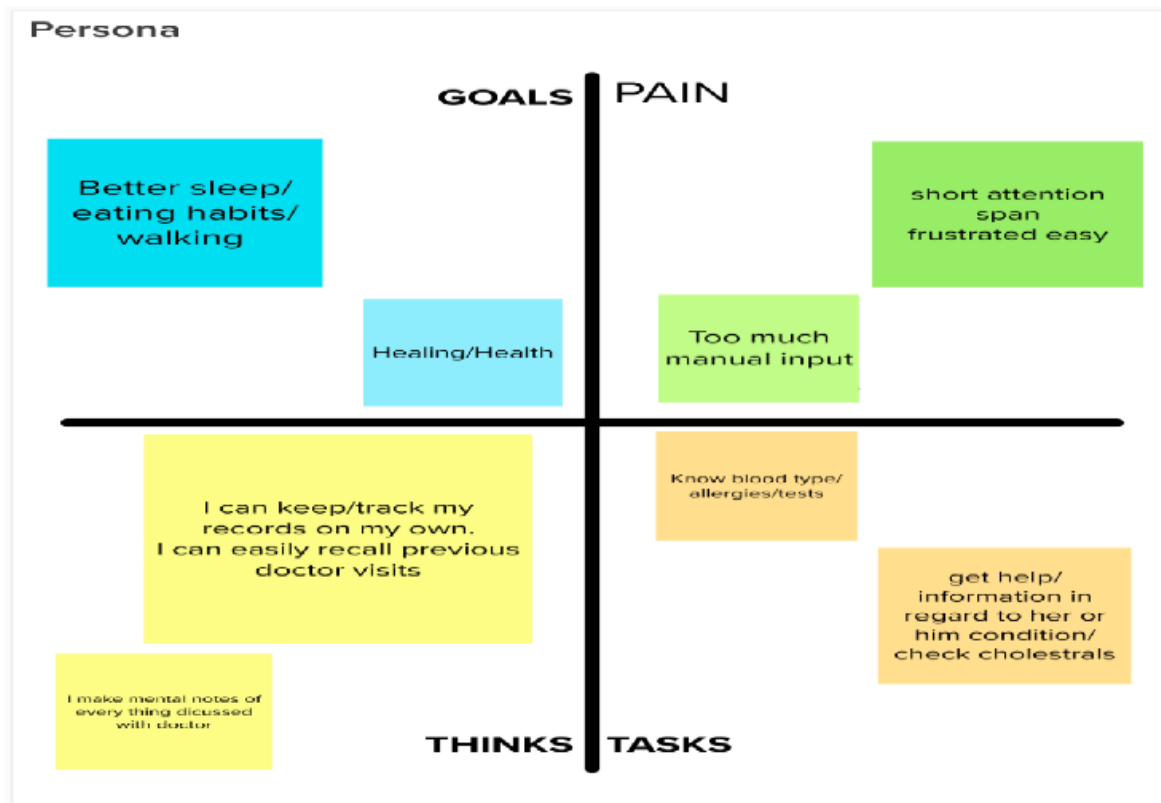 Persona
GOALS
PAIN
Better sleep/
eating habits/
walking
Healing/Health
short attention
span
frustrated easy
Too much
manual input
I can keep/track my
records on my own.
I can easily recall previous
doctor visits
I make mental notes of
every thing dicussed
with doctor
Know blood type/
allergies/tests
get help/
information in
regard to her or
him condition/
check cholestrals
THINKS
TASKS